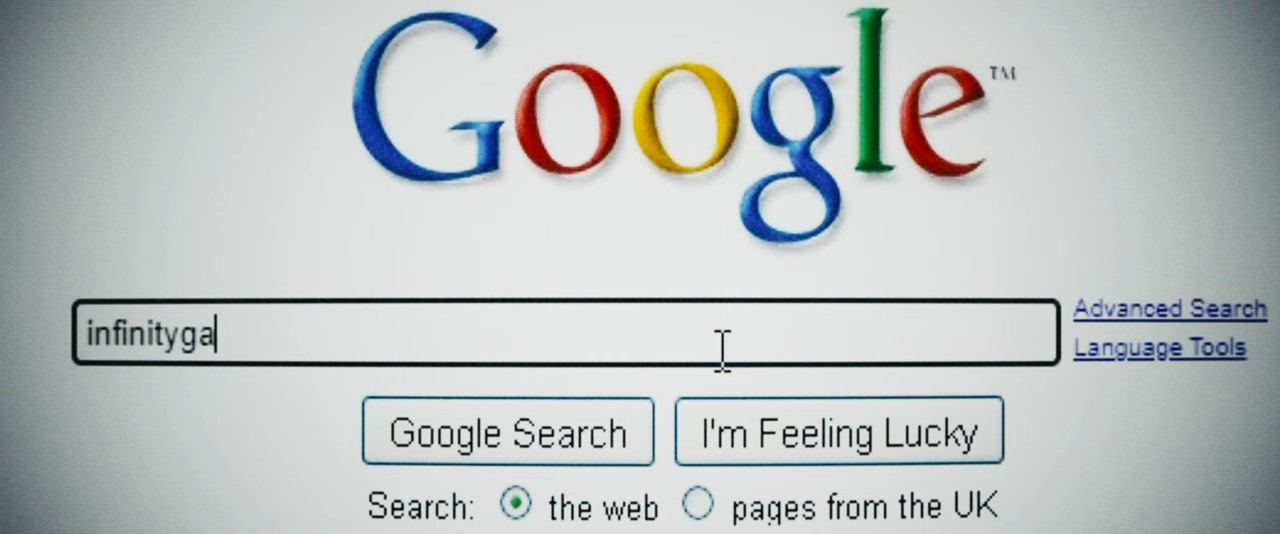 Google™
Advanced Search
infinityga
Language Tools
Google Search I'm Feeling Lucky
Search: the web pages from the UK